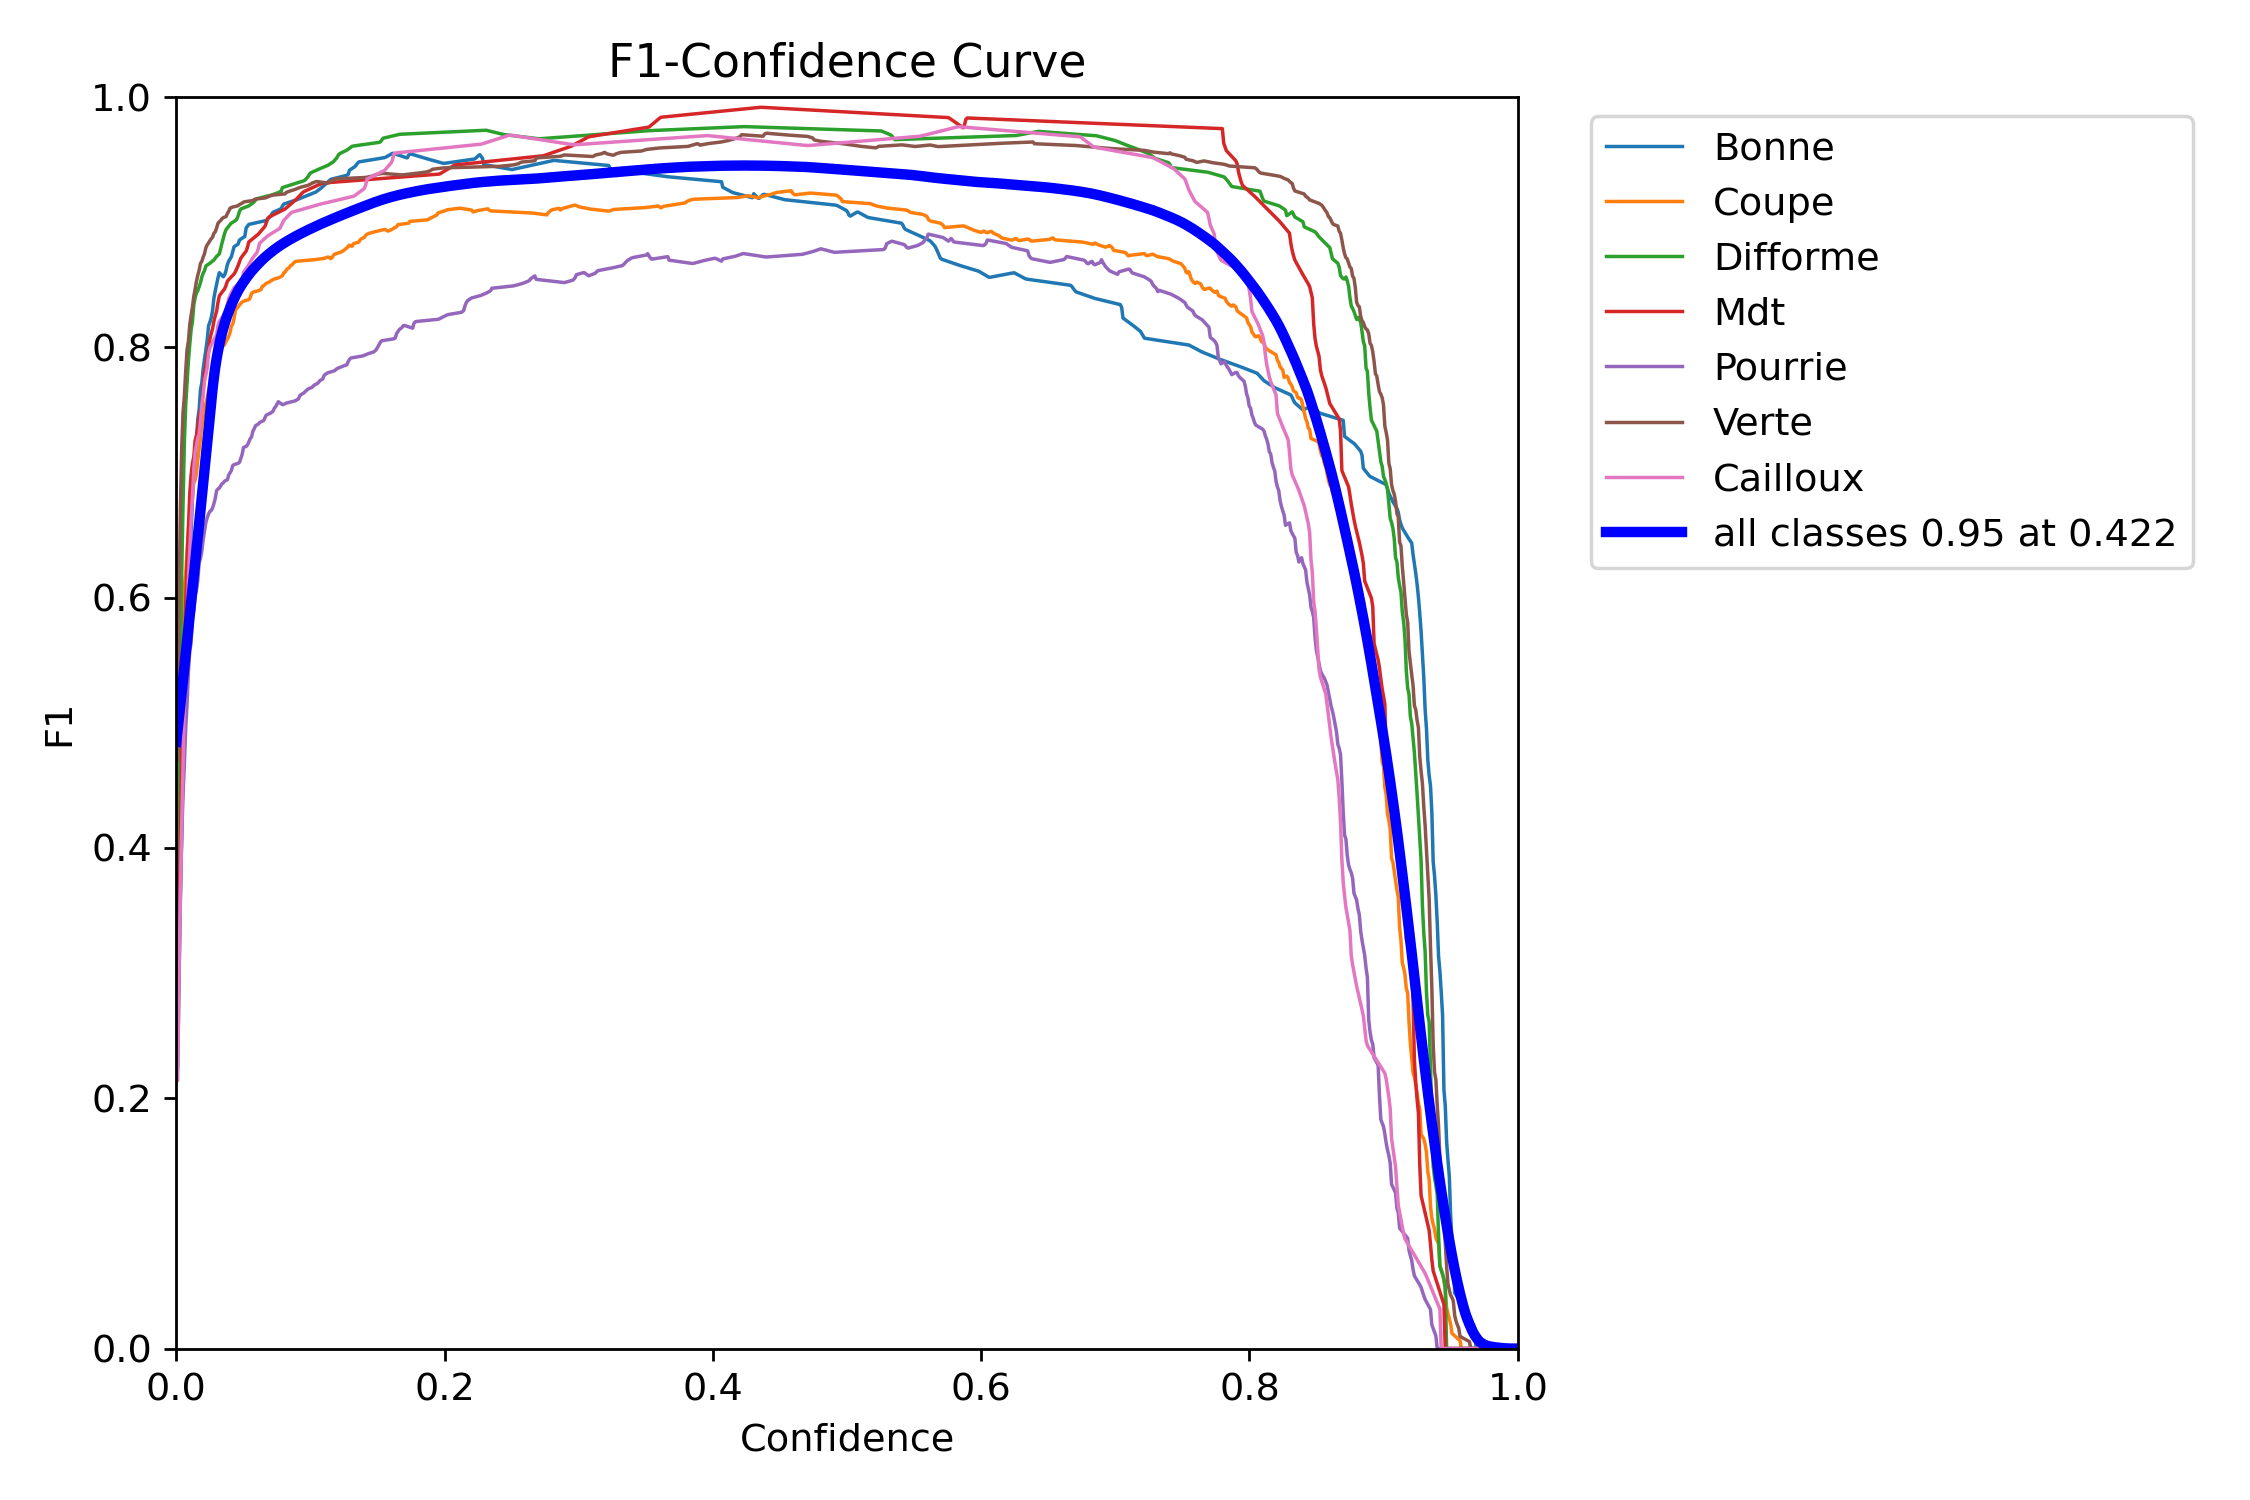 F1-Confidence Curve
1.0
0.8
0.6
0.4
0.2
0.0
F1
0.0 0.2 0.4 0.6 0.8 1.0
Confidence
Bonne
Coupe
Difforme
Mdt
Pourrie
Verte
Cailloux
all classes 0.95 at 0.422